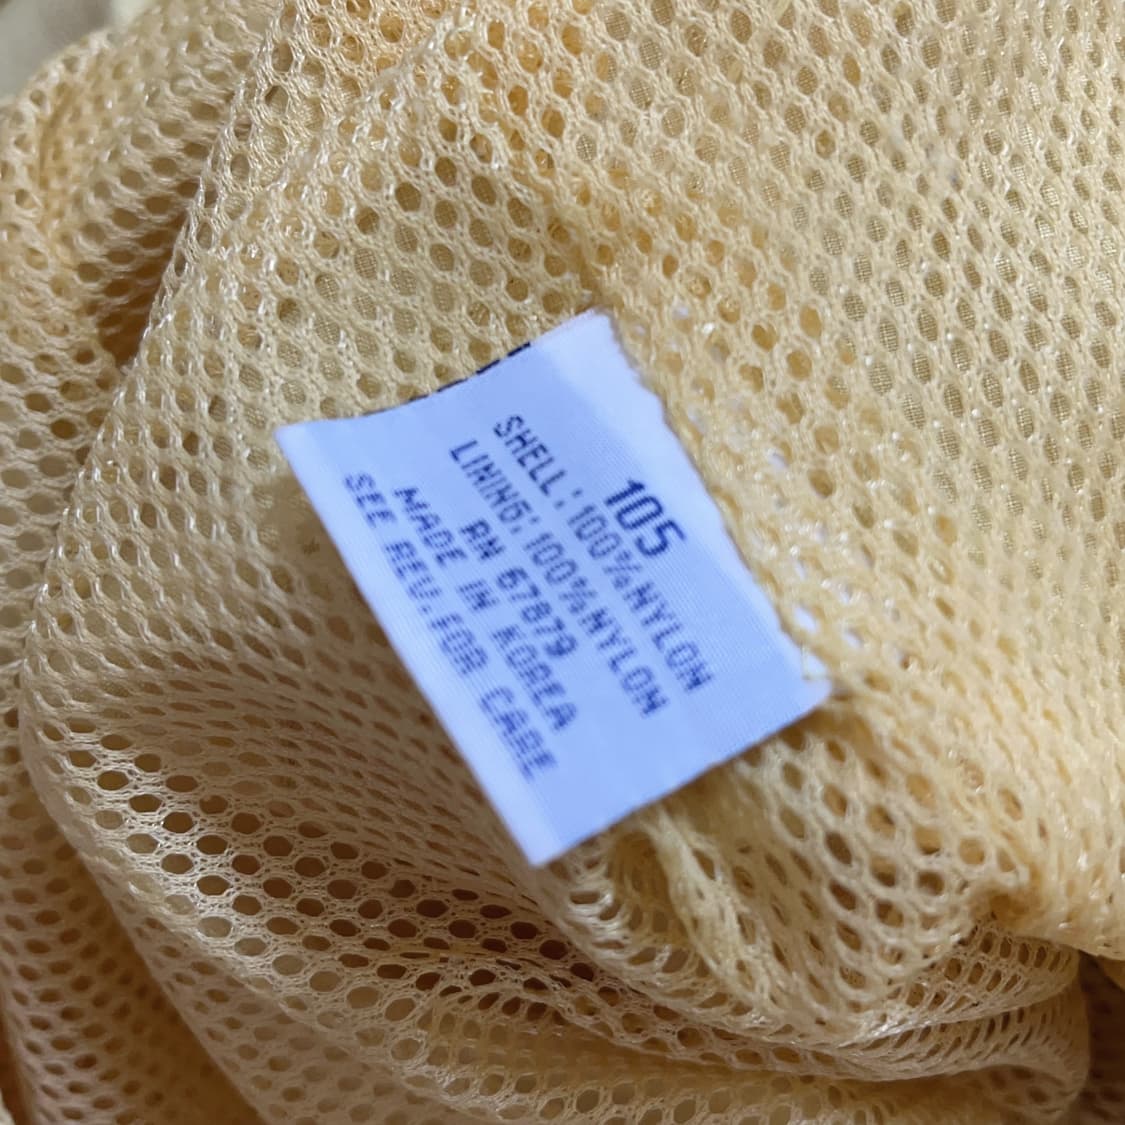 105
SHELL:100%NYLON
LINING:100%NYLON
RN 67879
MADE IN KOREA
SEE REV.FOR CARE